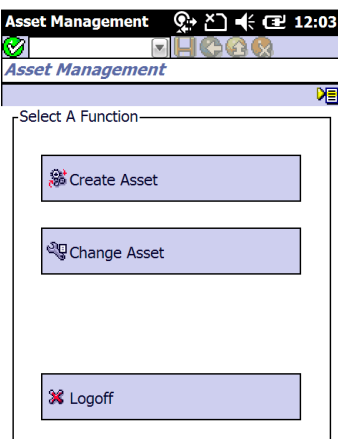 Asset Management 12:03
Asset Management
Select A Function
Create Asset
Change Asset
Logoff